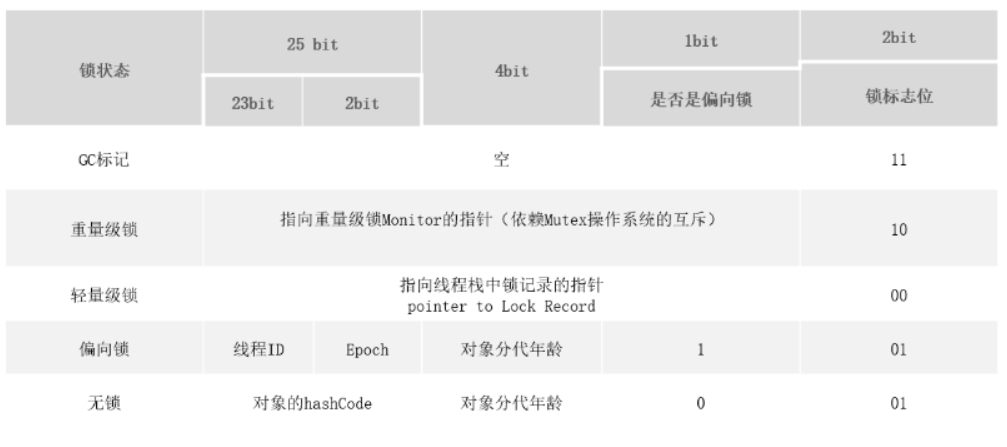 锁状态
25 bit
4bit
1bit
2bit
23bit
2bit
是否是偏向锁
锁标志位
GC标记
空
11
重量级锁
指向重量级锁Monitor的指针（依赖Mutex操作系统的互斥）
10
轻量级锁
指向线程栈中锁记录的指针
pointer to Lock Record
00
偏向锁
线程ID
Epoch
对象分代年龄
1
01
无锁
对象的hashCode
对象分代年龄
0
01